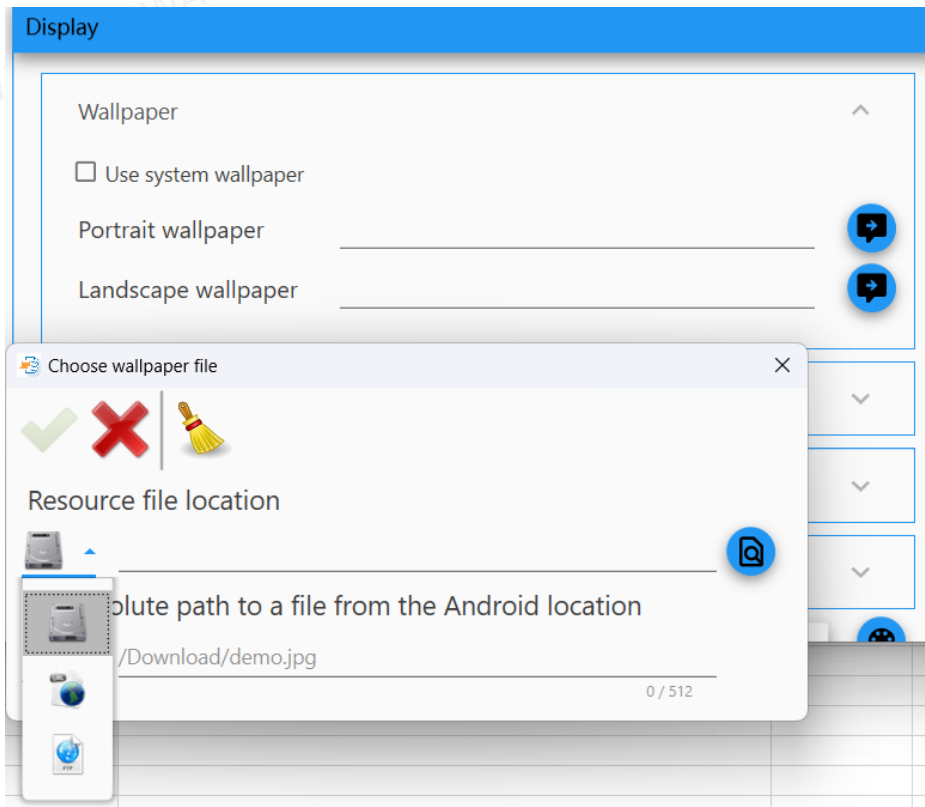 Display
Wallpaper
Use system wallpaper
Portrait wallpaper
Landscape wallpaper
Choose wallpaper file
Resource file location
olute path to a file from the Android location
/Download/demo.jpg
0 / 512
FTP